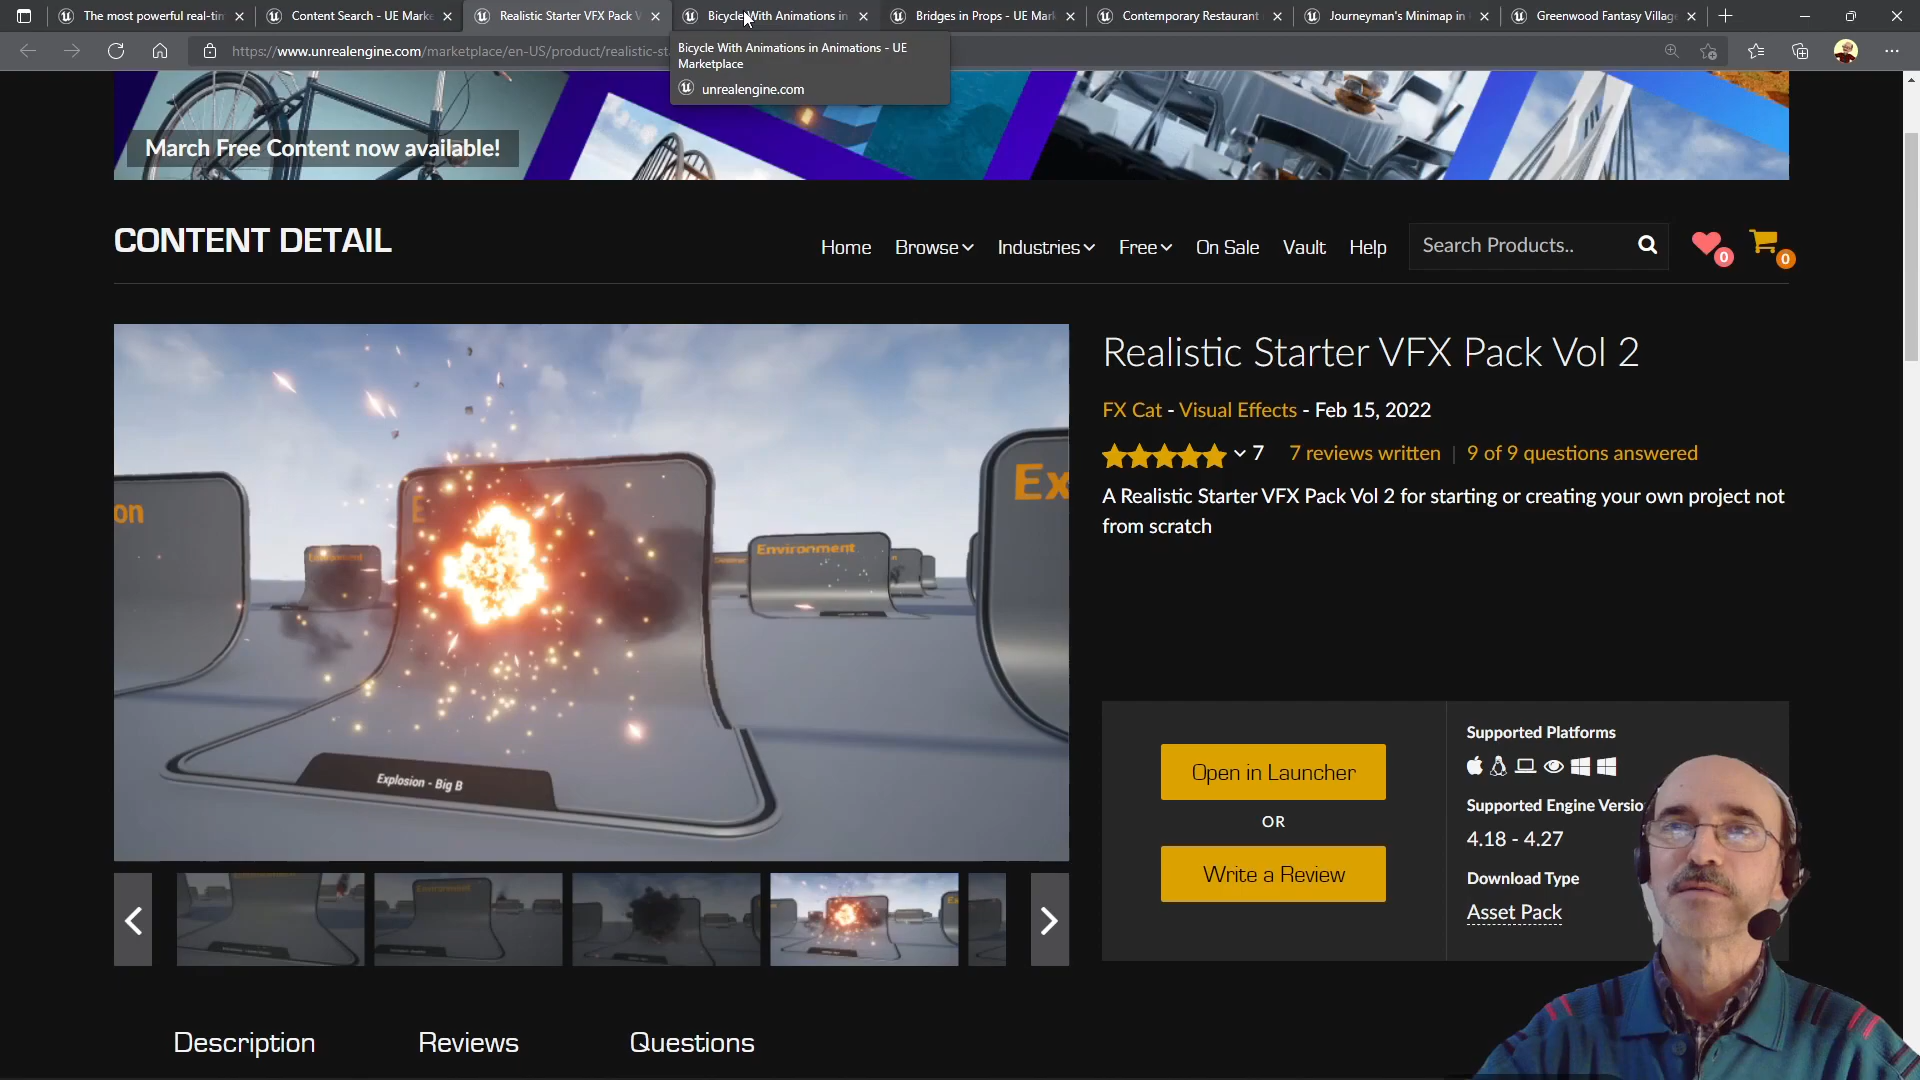 The most powerful real-tin
Content Search - UE Marke
Realistic Starter VFX Pack V
Bicycle With Animations in
Bridges in Props - UE Mark
Contemporary Restaurant i
Journeyman's Minimap in
Greenwood Fantasy Village
https://www.unrealengine.com/marketplace/en-US/product/realistic-st
Bicycle With Animations in Animations - UE
Marketplace
unrealengine.com
March Free Content now available!
CONTENT DETAIL
Home
Browse
Industries
Free
On Sale
Vault
Help
Search Products..
0
0
Realistic Starter VFX Pack Vol 2
FX Cat - Visual Effects - Feb 15, 2022
7
7 reviews written
9 of 9 questions answered
A Realistic Starter VFX Pack Vol 2 for starting or creating your own project not
from scratch
on
E
Ex
Environment
Explosion - Big B
Open in Launcher
OR
Write a Review
Supported Platforms
Supported Engine Versio
4.18 - 4.27
Download Type
Asset Pack
Description
Reviews
Questions